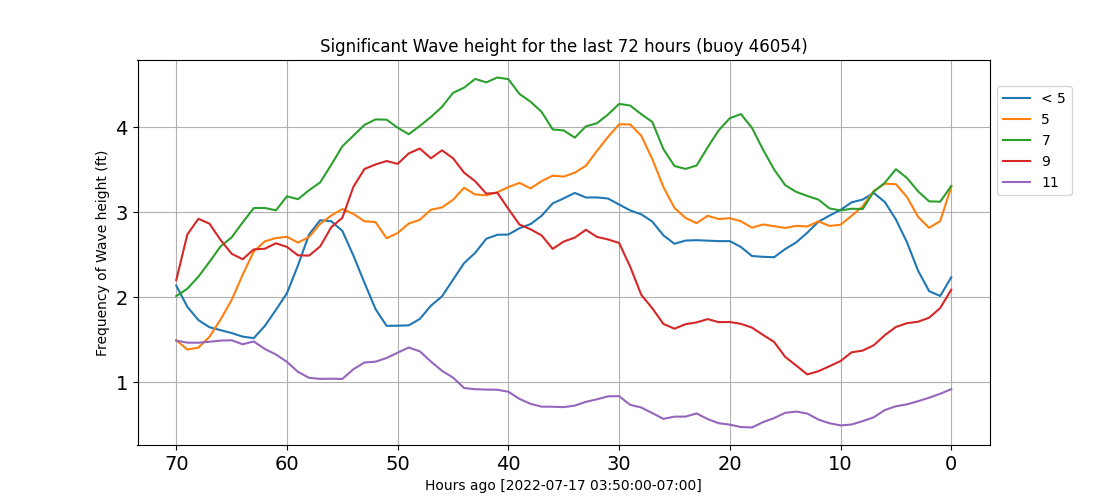 Significant Wave height for the last 72 hours (buoy 46054)
Frequency of Wave height (ft)
4
3
2
1
70 60 50 40 30 20 10 0
Hours ago [2022-07-17 03:50:00-07:00]
< 5
5
7
9
11